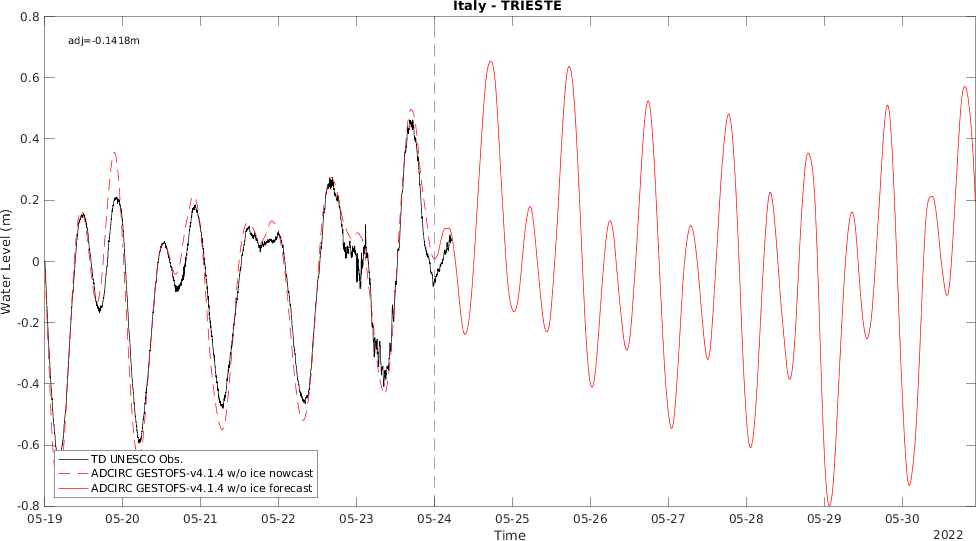 Italy - TRIESTE
adj=-0.1418m
0.8
0.6
0.4
0.2
0
-0.2
-0.4
-0.6
-0.8
Water Level (m)
TD UNESCO Obs.
ADCIRC GESTOFS-v4.1.4 w/o ice nowcast
ADCIRC GESTOFS-v4.1.4 w/o ice forecast
05-19 05-20 05-21 05-22 05-23 05-24 05-25 05-26 05-27 05-28 05-29 05-30
Time
2022